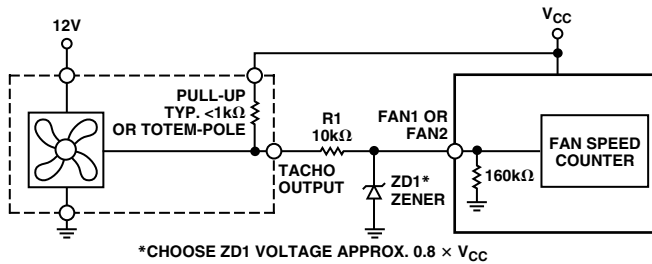 12V
VCC
PULL-UP
TYP. <1kΩ
OR TOTEM-POLE
R1
10kΩ
FAN1 OR
FAN2
TACHO
OUTPUT
ZD1*
ZENER
160kΩ
FAN SPEED
COUNTER
*CHOOSE ZD1 VOLTAGE APPROX. 0.8 × VCC